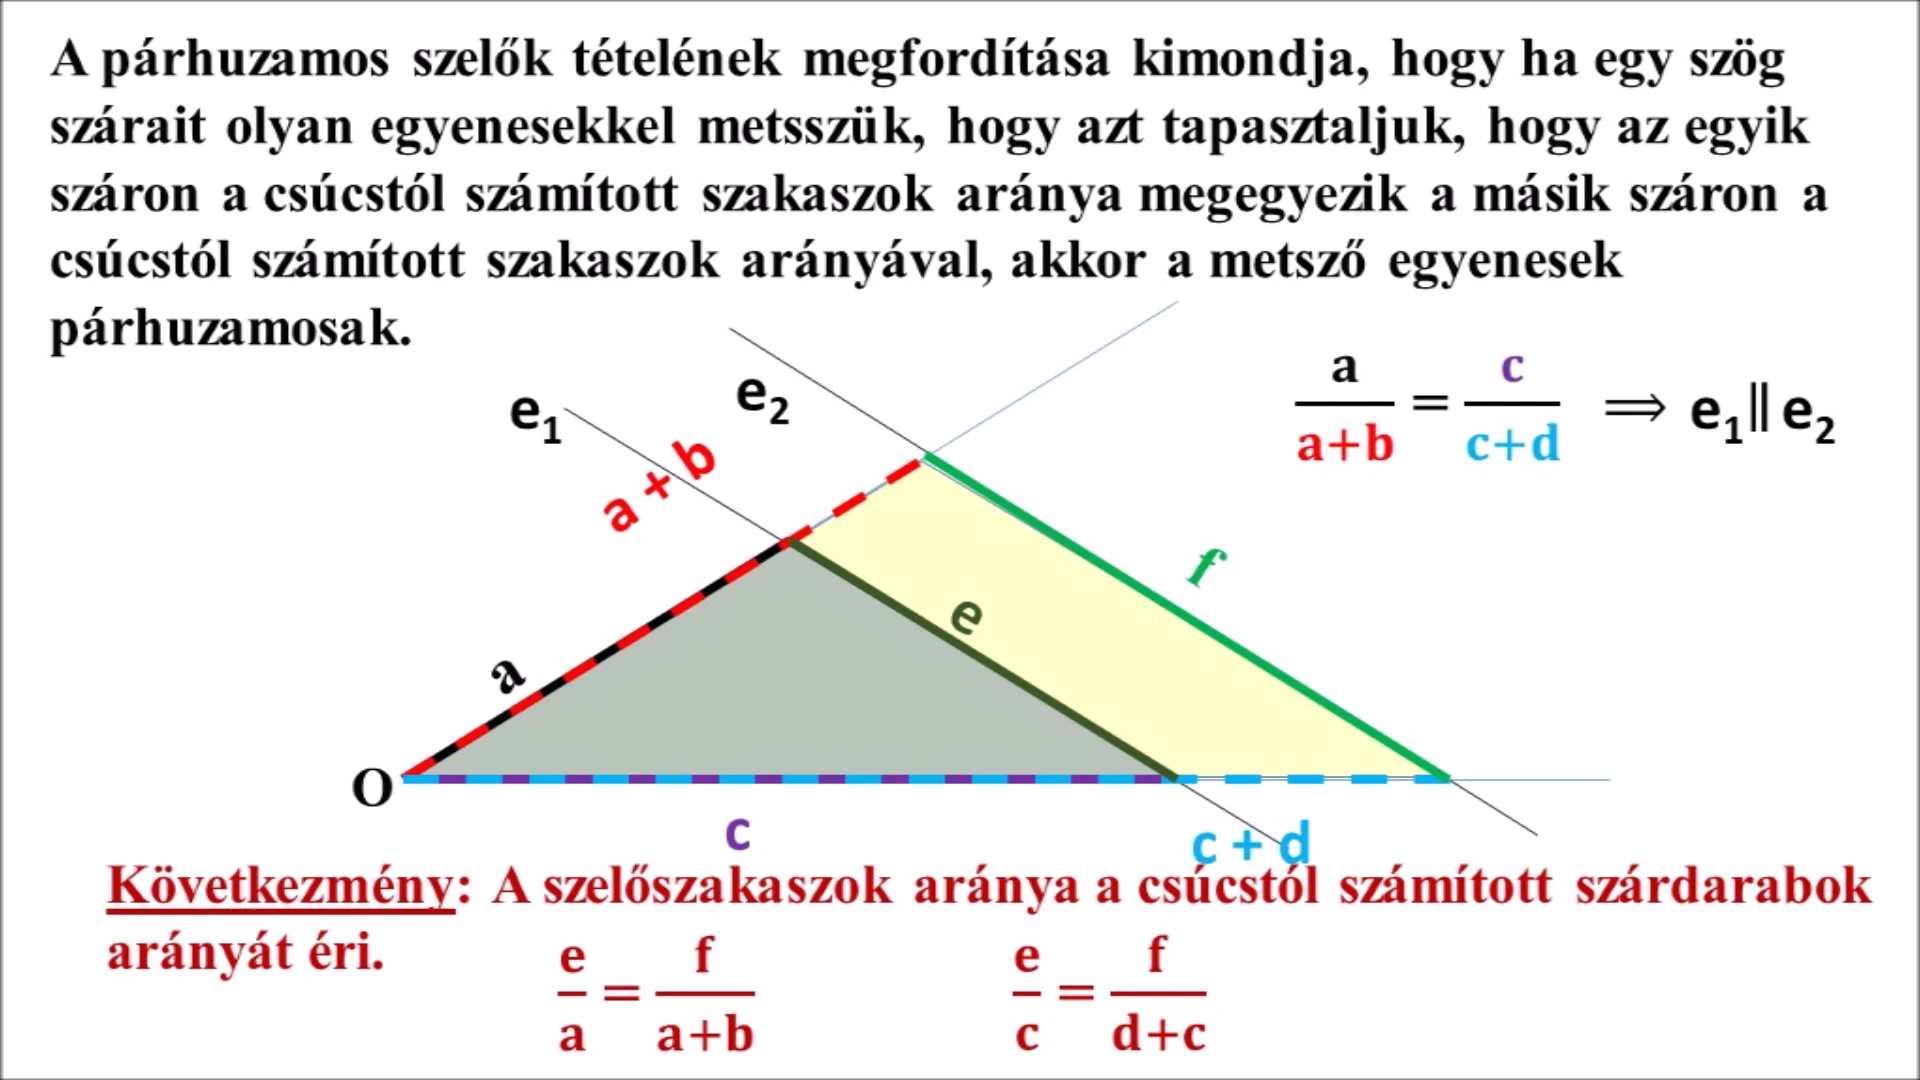 A párhuzamos szelők tételének megfordítása kimondja, hogy ha egy szög
szárait olyan egyenesekkel metsszük, hogy azt tapasztaljuk, hogy az egyik
száron a csúcstól számított szakaszok aránya megegyezik a másik száron a
csúcstól számított szakaszok arányával, akkor a metsző egyenesek
párhuzamosak.
a/a+b = c/c+d ⟹ e₁ ∥ e₂
e₁
e₂
a + b
f
e
a
O
c
c + d
Következmény: A szelőszakaszok aránya a csúcstól számított szárdarabok
arányát éri.
e/a = f/a+b
e/c = f/d+c